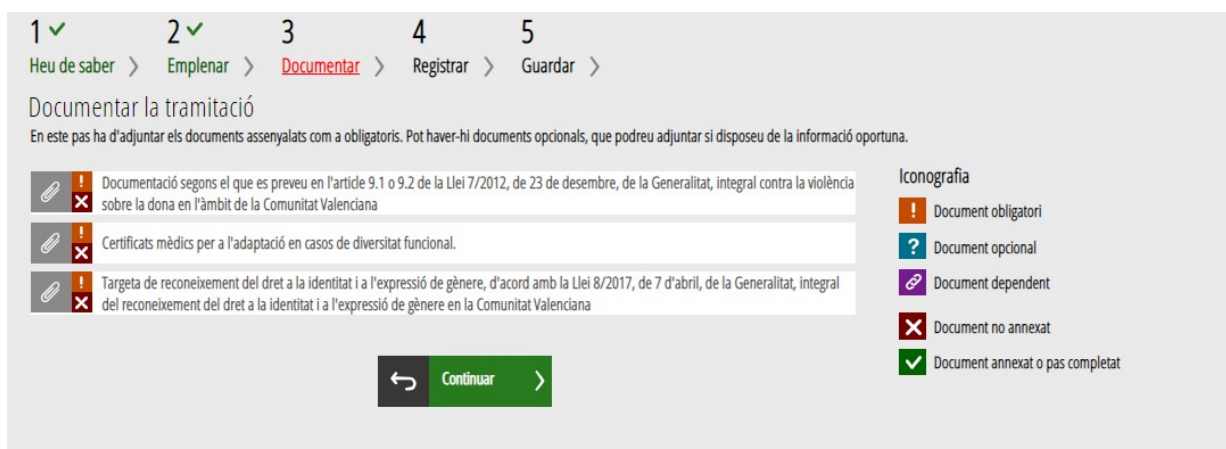 1 2 3 4 5
Heu de saber Emplenar Documentar Registrar Guardar
Documentar la tramitació
En este pas ha d'adjuntar els documents assenyalats com a obligatoris. Pot haver-hi documents opcionals, que podreu adjuntar si disposeu de la informació oportuna.
Documentació segons el que es preveu en l'article 9.1 o 9.2 de la Llei 7/2012, de 23 de desembre, de la Generalitat, integral contra la violència
sobre la dona en l'àmbit de la Comunitat Valenciana
Certificats mèdics per a l'adaptació en casos de diversitat funcional.
Targeta de reconeixement del dret a la identitat i a l'expressió de gènere, d'acord amb la Llei 8/2017, de 7 d'abril, de la Generalitat, integral
del reconeixement del dret a la identitat i a l'expressió de gènere en la Comunitat Valenciana
Continuar
Iconografia
Document obligatori
Document opcional
Document dependent
Document no annexat
Document annexat o pas completat